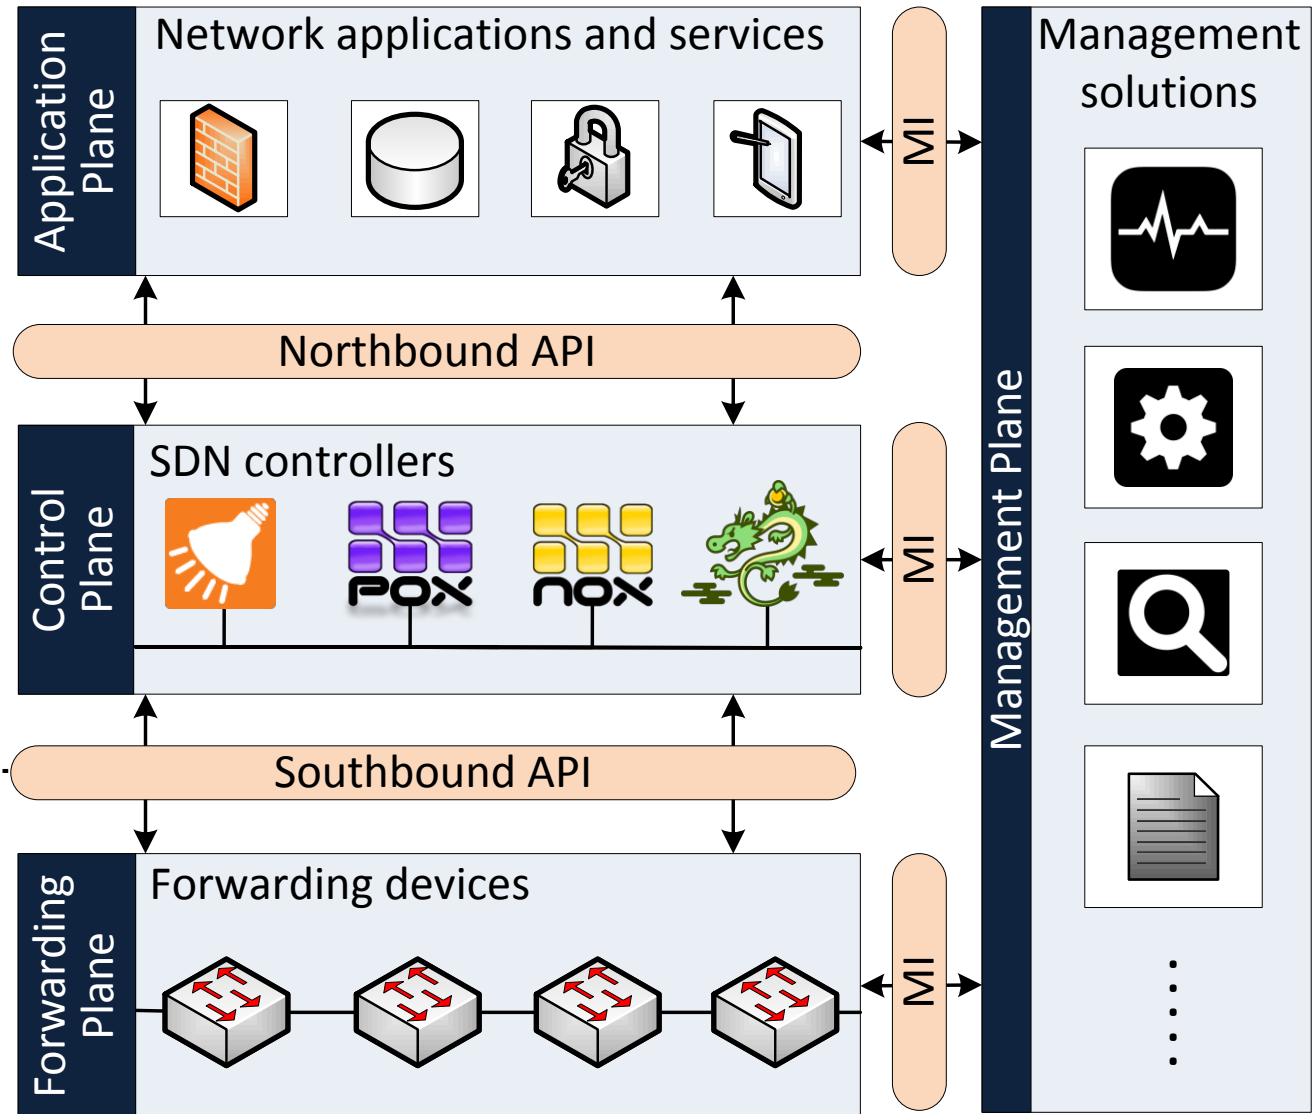 Application
Plane
Network applications and services
MI
Management
solutions
Northbound API
Control
Plane
SDN controllers
POX
NOX
MI
Management Plane
Southbound API
Forwarding
Plane
Forwarding devices
MI